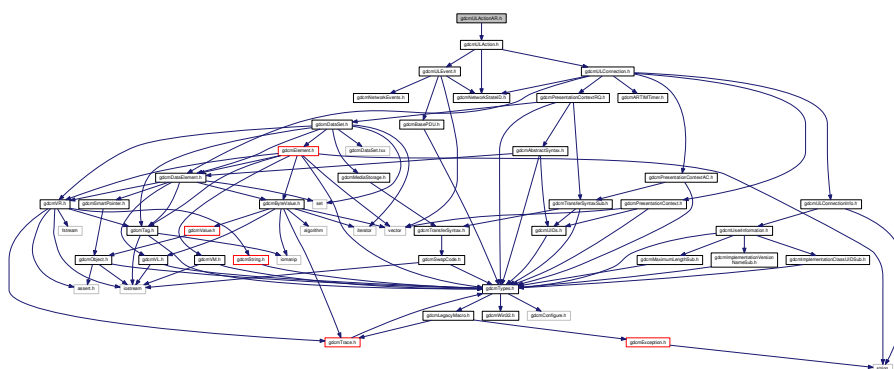 gdcmULActionAR.h
gdcmULAction.h
gdcmULEvent.h
gdcmULConnection.h
gdcmNetworkEvents.h
gdcmNetworkStateID.h
gdcmPresentationContextRQ.h
gdcmARTIMTimer.h
gdcmDataSet.h
gdcmBasePDU.h
gdcmElement.h
gdcmDataSet.txx
gdcmAbstractSyntax.h
gdcmDataElement.h
gdcmMediaStorage.h
gdcmPresentationContextAC.h
gdcmVR.h
gdcmSmartPointer.h
gdcmByteValue.h
set
gdcmTransferSyntaxSub.h
gdcmPresentationContext.h
gdcmULConnectionInfo.h
fstream
gdcmTag.h
gdcmValue.h
algorithm
iterator
vector
gdcmTransferSyntax.h
gdcmUIDs.h
gdcmUserInformation.h
gdcmObject.h
gdcmVL.h
gdcmVM.h
gdcmString.h
iomanip
gdcmSwapCode.h
gdcmMaximumLengthSub.h
gdcmImplementationVersion
NameSub.h
gdcmImplementationClassUIDSub.h
assert.h
iostream
gdcmTypes.h
gdcmLegacyMacro.h
gdcmWin32.h
gdcmConfigure.h
gdcmTrace.h
gdcmException.h